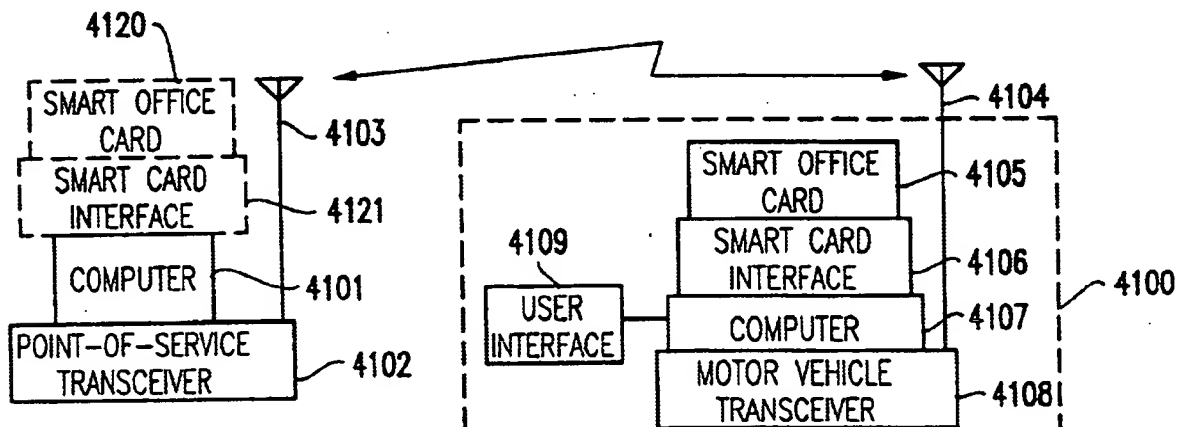 4120
SMART OFFICE
CARD
4103
SMART CARD
INTERFACE
4121
COMPUTER
4101
POINT-OF-SERVICE
TRANSCEIVER
4102
4104
SMART OFFICE
CARD
4105
4109
SMART CARD
INTERFACE
4106
4100
USER
INTERFACE
COMPUTER
4107
MOTOR VEHICLE
TRANSCEIVER
4108